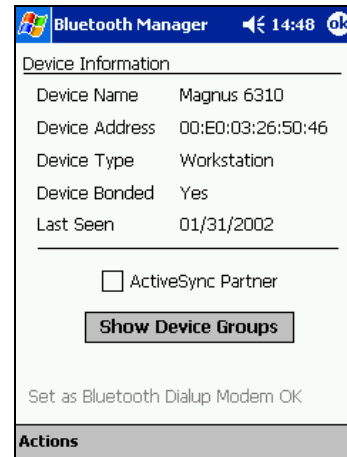 Bluetooth Manager 14:48 ok
Device Information
Device Name Magnus 6310
Device Address 00:E0:03:26:50:46
Device Type Workstation
Device Bonded Yes
Last Seen 01/31/2002
ActiveSync Partner
Show Device Groups
Set as Bluetooth Dialup Modem OK
Actions